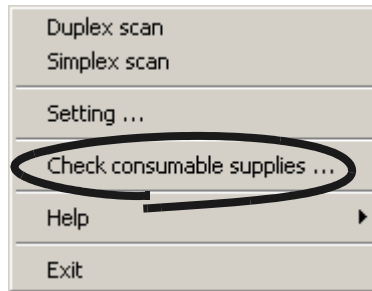 Duplex scan
Simplex scan
Setting ...
Check consumable supplies ...
Help
Exit